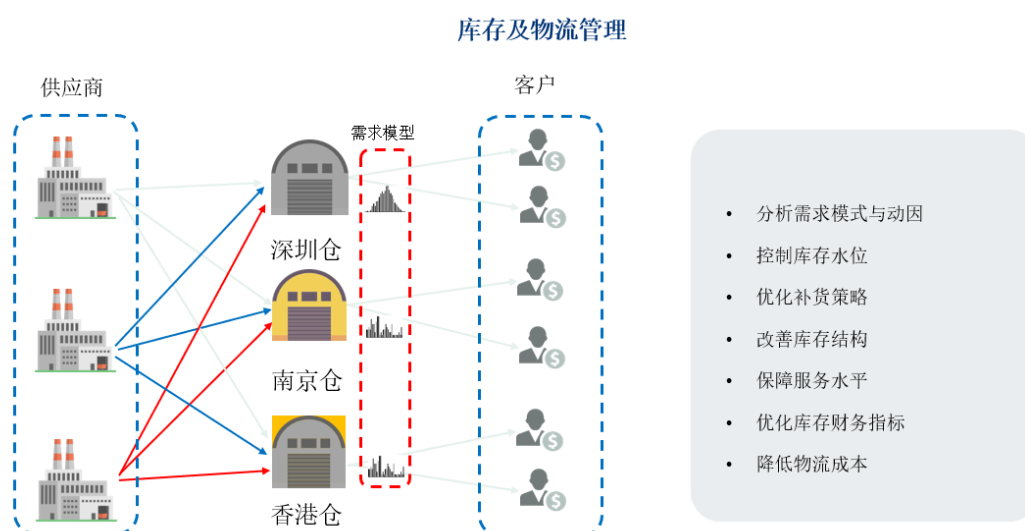 库存及物流管理
供应商
客户
需求模型
深圳仓
南京仓
香港仓
$
$
$
$
$
$
• 分析需求模式与动因
• 控制库存水位
• 优化补货策略
• 改善库存结构
• 保障服务水平
• 优化库存财务指标
• 降低物流成本